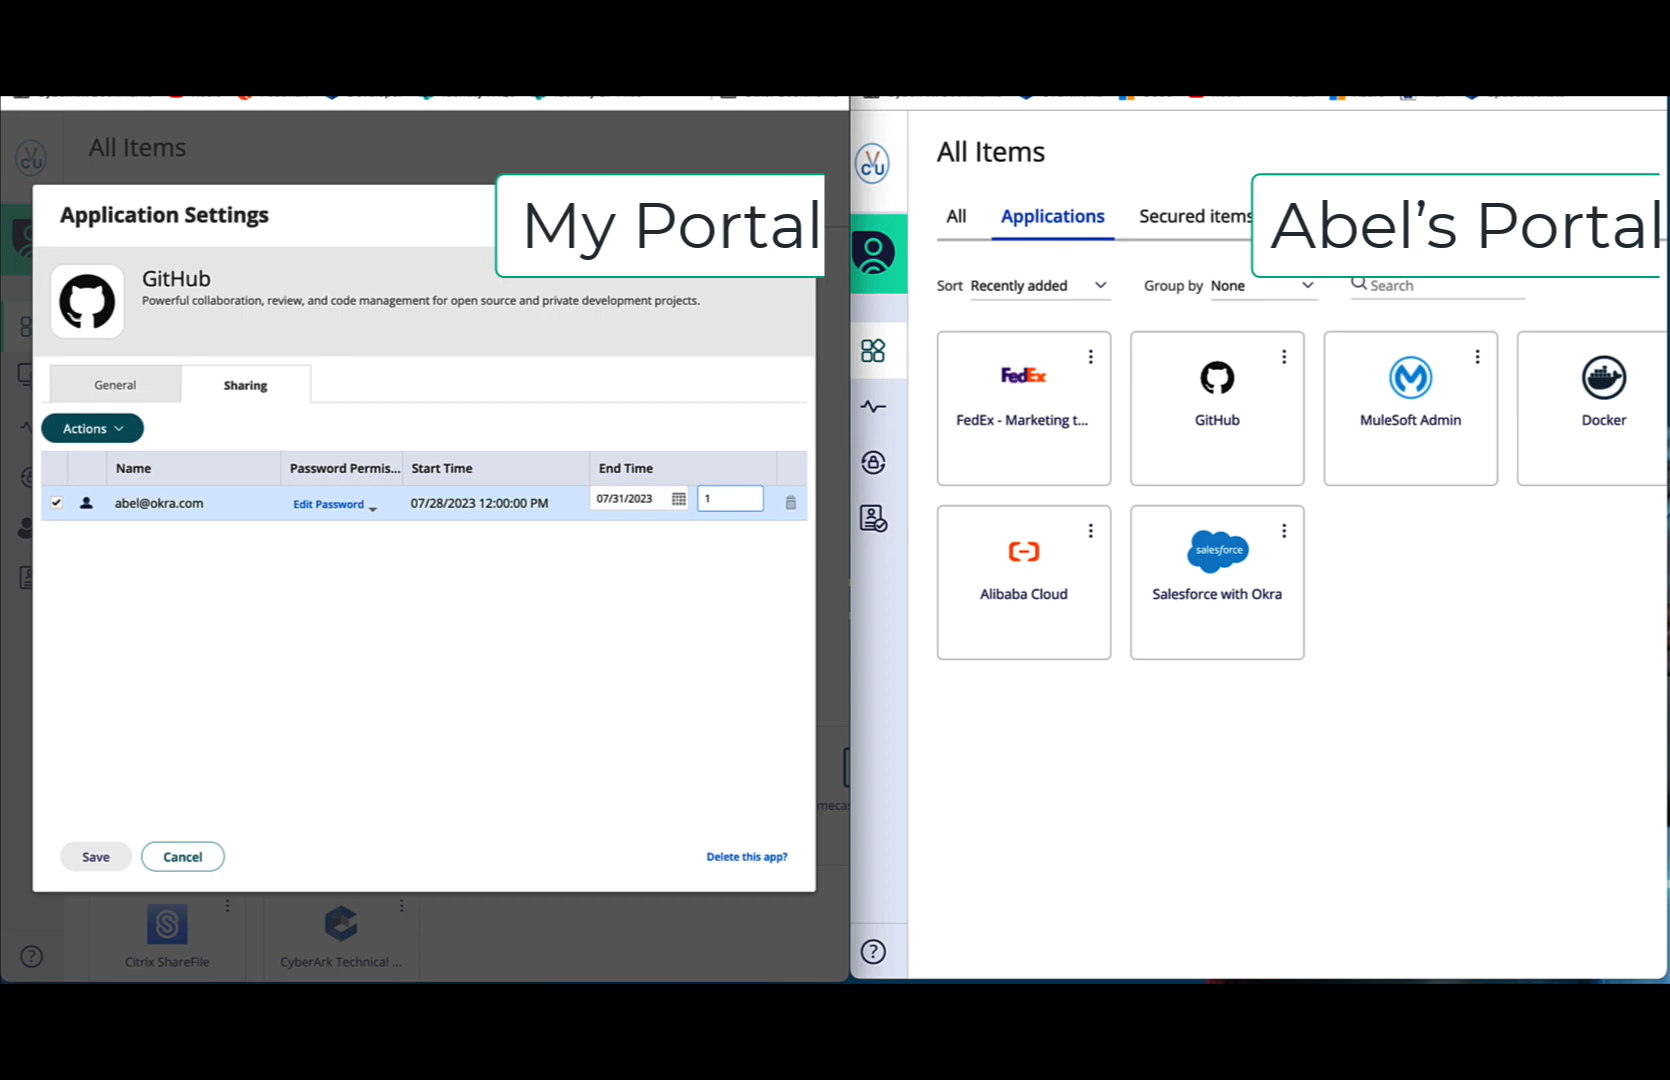 All Items
Application Settings
My Portal
GitHub
Powerful collaboration, review, and code management for open source and private development projects.
General
Sharing
Actions
Name
Password Permis...
Start Time
End Time
abel@okra.com
Edit Password
07/28/2023 12:00:00 PM
07/31/2023
1
Save
Cancel
Delete this app?
Citrix ShareFile
CyberArk Technical ...
CU
All Items
All
Applications
Secured items
Abel's Portal
Sort
Recently added
Group by
None
Search
FedEx
FedEx - Marketing t...
GitHub
MuleSoft Admin
Docker
Alibaba Cloud
salesforce
Salesforce with Okra